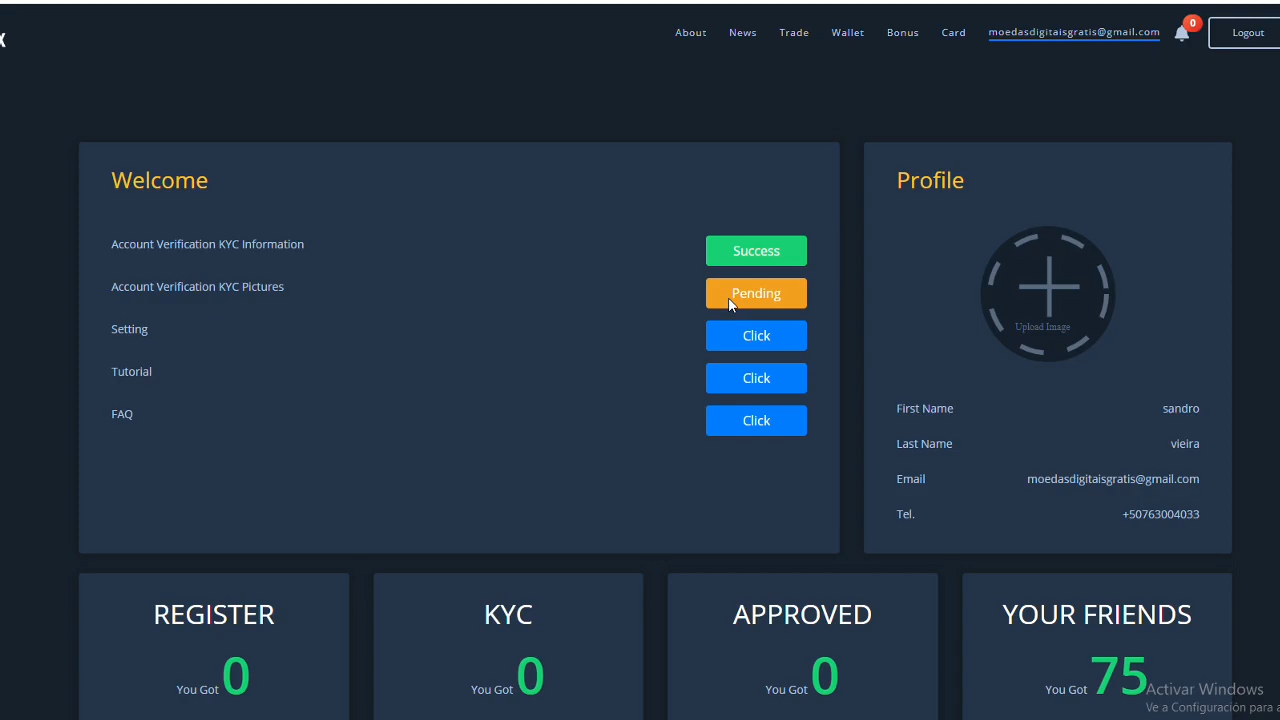 X
About News Trade Wallet Bonus Card moedasdigitaisgratis@gmail.com 0 Logout
Welcome
Account Verification KYC Information Success
Account Verification KYC Pictures Pending
Setting Click
Tutorial Click
FAQ Click
Profile
Upload Image
First Name sandro
Last Name vieira
Email moedasdigitaisgratis@gmail.com
Tel. +50763004033
REGISTER
You Got 0
KYC
You Got 0
APPROVED
You Got 0
YOUR FRIENDS
You Got 75
Activar Windows
Ve a Configuración para a